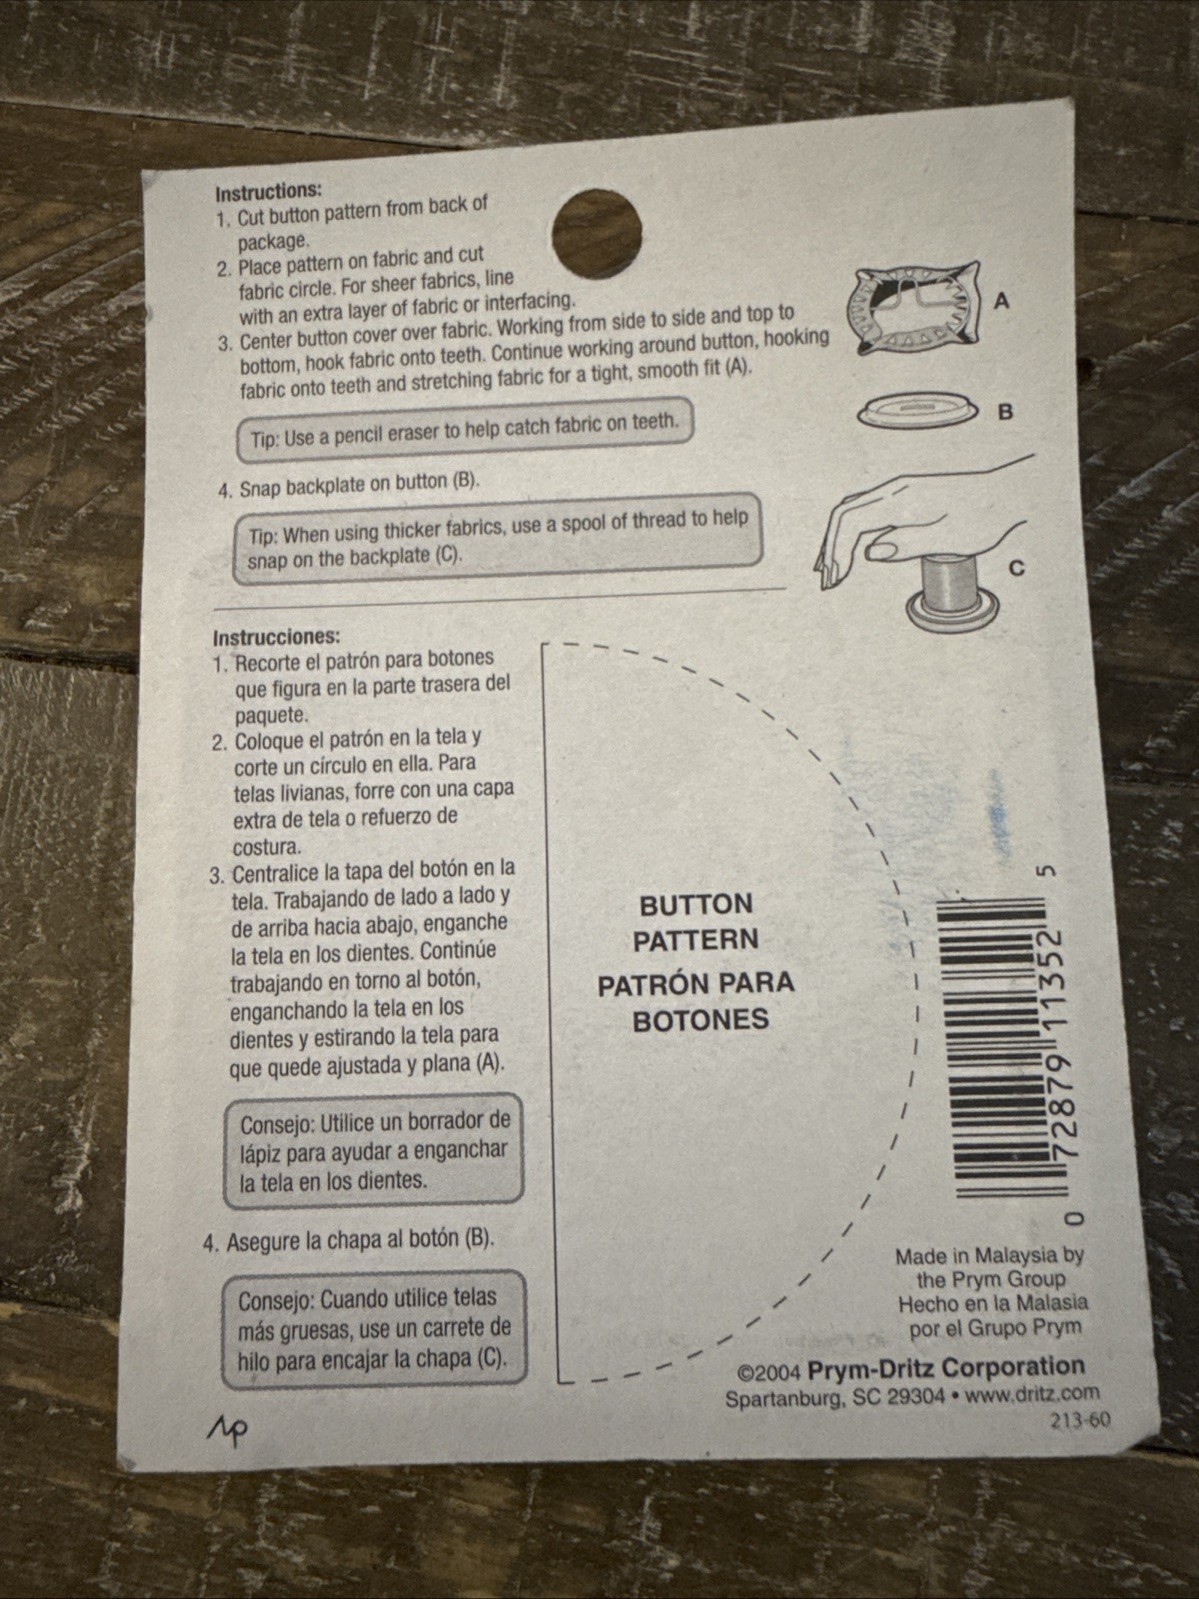 Instructions:
1. Cut button pattern from back of
package.
2. Place pattern on fabric and cut
fabric circle. For sheer fabrics, line
with an extra layer of fabric or interfacing.
3. Center button cover over fabric. Working from side to side and top to
bottom, hook fabric onto teeth. Continue working around button, hooking
fabric onto teeth and stretching fabric for a tight, smooth fit (A).
Tip: Use a pencil eraser to help catch fabric on teeth.
4. Snap backplate on button (B).
Tip: When using thicker fabrics, use a spool of thread to help
snap on the backplate (C).
A
B
C
Instrucciones:
1. Recorte el patrón para botones
que figura en la parte trasera del
paquete.
2. Coloque el patrón en la tela y
corte un círculo en ella. Para
telas livianas, forre con una capa
extra de tela o refuerzo de
costura.
3. Centralice la tapa del botón en la
tela. Trabajando de lado a lado y
de arriba hacia abajo, enganche
la tela en los dientes. Continúe
trabajando en torno al botón,
enganchando la tela en los
dientes y estirando la tela para
que quede ajustada y plana (A).
Consejo: Utilice un borrador de
lápiz para ayudar a enganchar
la tela en los dientes.
4. Asegure la chapa al botón (B).
Consejo: Cuando utilice telas
más gruesas, use un carrete de
hilo para encajar la chapa (C).
BUTTON
PATTERN
PATRÓN PARA
BOTONES
0 72879 11352 5
Made in Malaysia by
the Prym Group
Hecho en la Malasia
por el Grupo Prym
©2004 Prym-Dritz Corporation
Spartanburg, SC 29304 • www.dritz.com
213-60